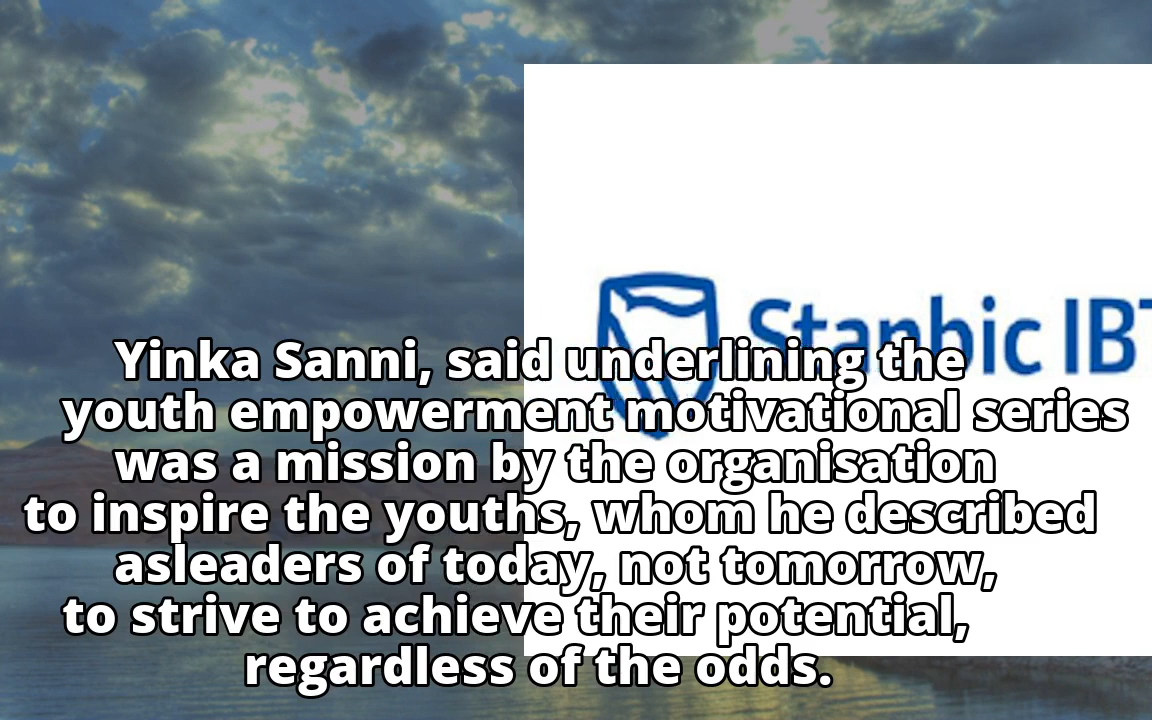 Stanbic IBT
Yinka Sanni, said underlining the
youth empowerment motivational series
was a mission by the organisation
to inspire the youths, whom he described
asleaders of today, not tomorrow,
to strive to achieve their potential,
regardless of the odds.